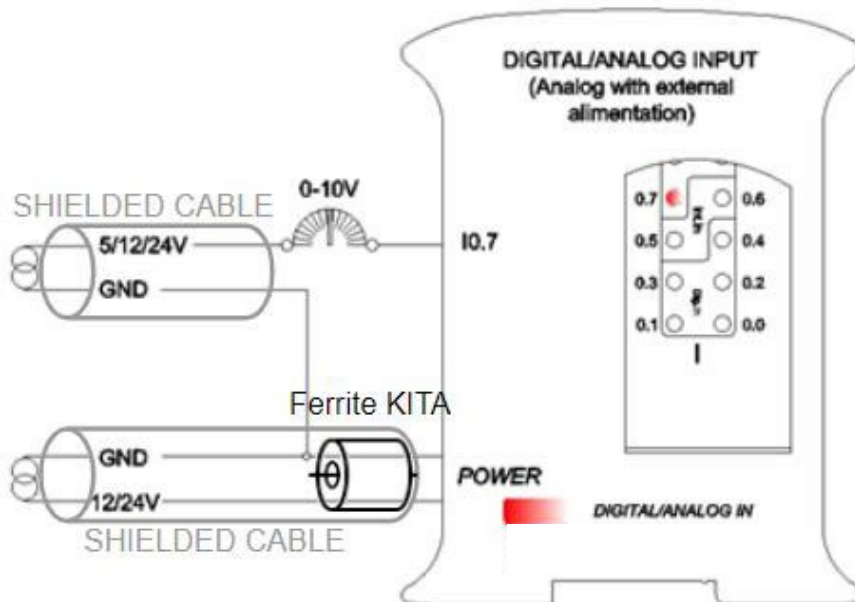 DIGITAL/ANALOG INPUT
(Analog with external
alimentation)
0-10V
SHIELDED CABLE
5/12/24V
I0.7
GND
0.7
0.6
0.5
0.4
0.3
0.2
0.1
0.0
I
Ferrite KITA
GND
POWER
12/24V
DIGITAL/ANALOG IN
SHIELDED CABLE